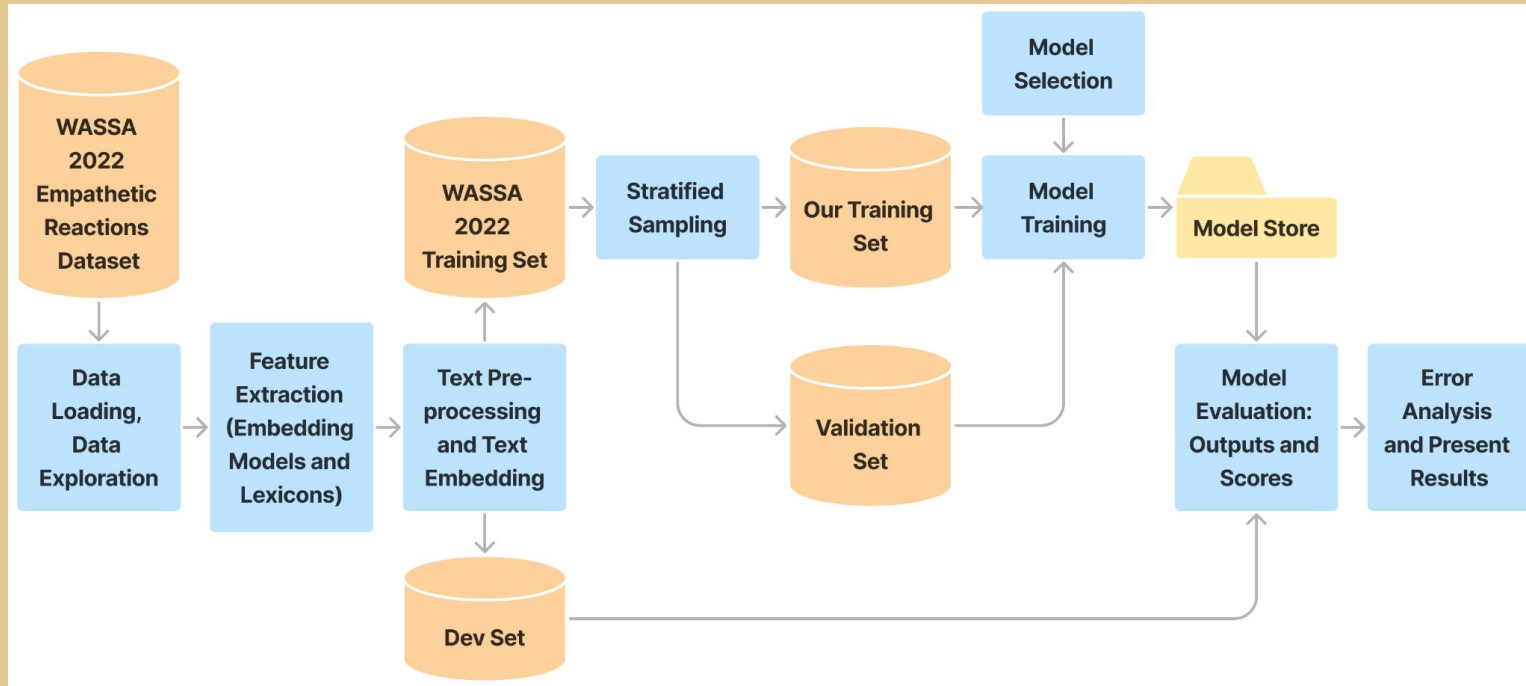 WASSA
2022
Empathetic
Reactions
Dataset
Data
Loading,
Data
Exploration
Feature
Extraction
(Embedding
Models and
Lexicons)
Text Pre-
processing
and Text
Embedding
WASSA
2022
Training Set
Dev Set
Stratified
Sampling
Our Training
Set
Validation
Set
Model
Selection
Model
Training
Model Store
Model
Evaluation:
Outputs and
Scores
Error
Analysis
and Present
Results